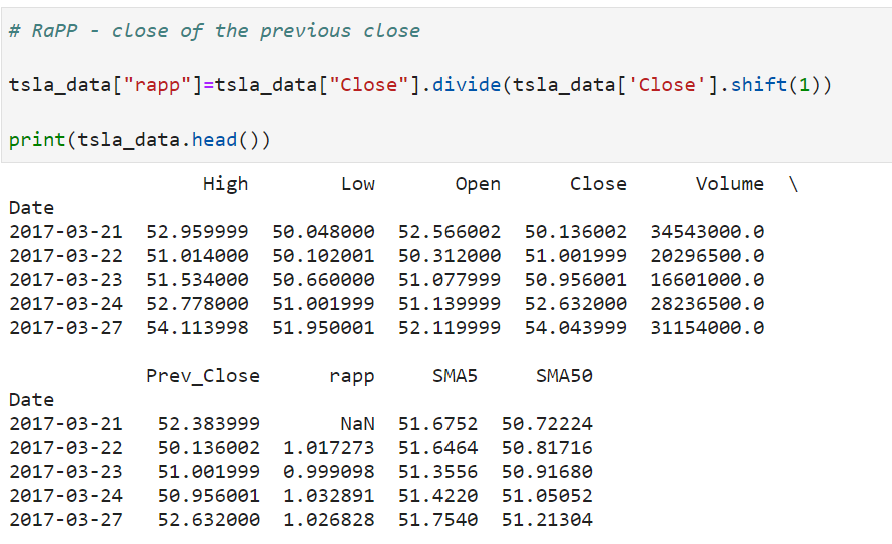 # RaPP - close of the previous close
tsla_data["rapp"]=tsla_data["Close"].divide(tsla_data['Close'].shift(1))
print(tsla_data.head())
High Low Open Close Volume \
Date
2017-03-21 52.959999 50.048000 52.566002 50.136002 34543000.0
2017-03-22 51.014000 50.102001 50.312000 51.001999 20296500.0
2017-03-23 51.534000 50.660000 51.077999 50.956001 16601000.0
2017-03-24 52.778000 51.001999 51.139999 52.632000 28236500.0
2017-03-27 54.113998 51.950001 52.119999 54.043999 31154000.0
Prev_Close rapp SMA5 SMA50
Date
2017-03-21 52.383999 NaN 51.6752 50.72224
2017-03-22 50.136002 1.017273 51.6464 50.81716
2017-03-23 51.001999 0.999098 51.3556 50.91680
2017-03-24 50.956001 1.032891 51.4220 51.05052
2017-03-27 52.632000 1.026828 51.7540 51.21304